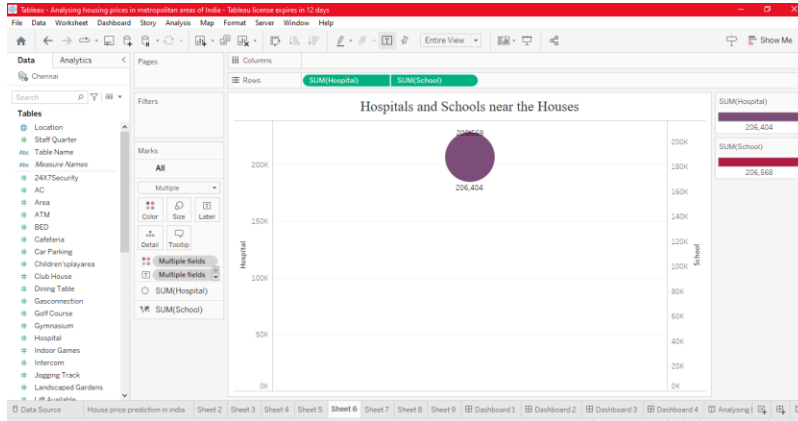 Tableau - Analysing housing prices in metropolitan areas of India - Tableau license expires in 12 days
File Data Worksheet Dashboard Story Analysis Map Format Server Window Help
Entire View
Show Me
Data Analytics
Chennai
Search
Tables
Location
Staff Quarter
Abc Table Name
Abc Measure Names
24X7Security
AC
Area
ATM
BED
Cafeteria
Car Parking
Children'splayarea
Club House
Dining Table
Gasconnection
Golf Course
Gymnasium
Hospital
Indoor Games
Intercom
Jogging Track
Landscaped Gardens
Lift Available
Pages
Filters
Marks
All
Multiple
Color Size Label
Detail Tooltip
Multiple fields
Multiple fields
SUM(Hospital)
SUM(School)
Columns
Rows SUM(Hospital) SUM(School)
Hospitals and Schools near the Houses
206,568
206,404
Hospital
200K
150K
100K
50K
0K
School
200K
180K
160K
140K
120K
100K
80K
60K
40K
20K
0K
SUM(Hospital)
206,404
SUM(School)
206,568
Data Source House price prediction in india Sheet 2 Sheet 3 Sheet 4 Sheet 5 Sheet 6 Sheet 7 Sheet 8 Sheet 9 Dashboard 1 Dashboard 2 Dashboard 3 Dashboard 4 Analysing